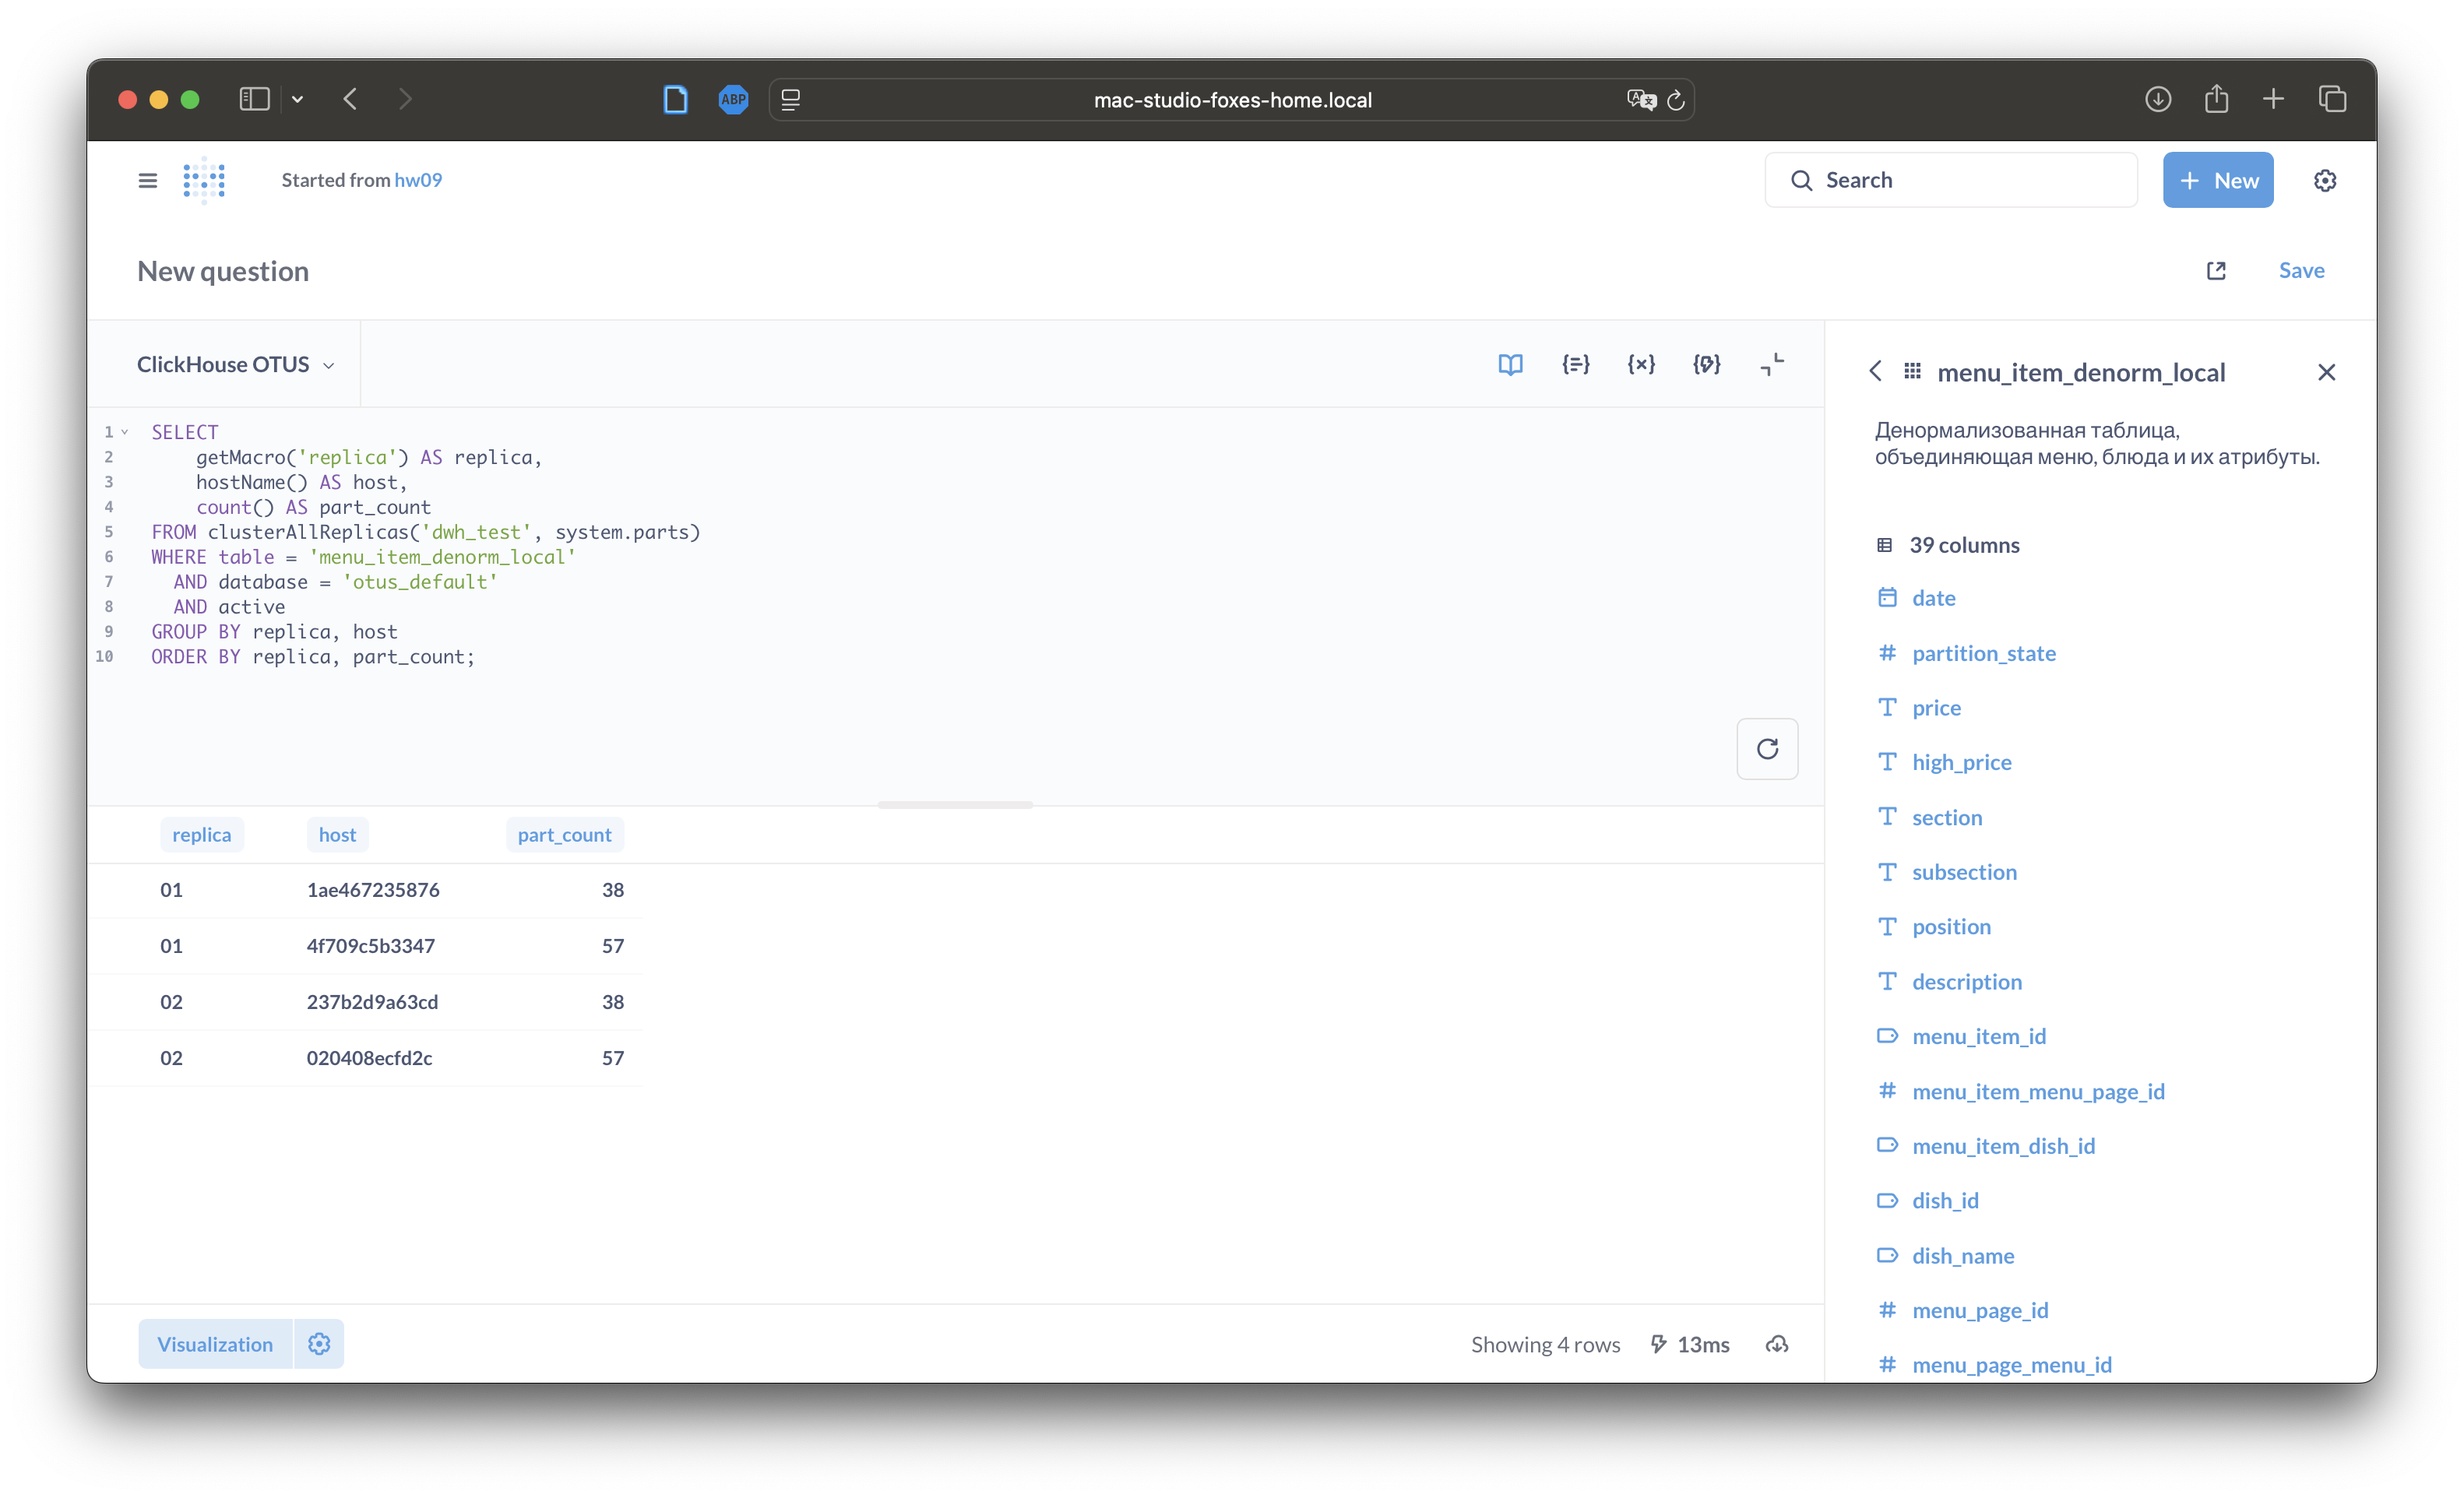 ABP
mac-studio-foxes-home.local
Started from hw09
Search
+ New
New question
Save
ClickHouse OTUS
1 SELECT
2 getMacro('replica') AS replica,
3 hostName() AS host,
4 count() AS part_count
5 FROM clusterAllReplicas('dwh_test', system.parts)
6 WHERE table = 'menu_item_denorm_local'
7 AND database = 'otus_default'
8 AND active
9 GROUP BY replica, host
10 ORDER BY replica, part_count;
replica host part_count
01 1ae467235876 38
01 4f709c5b3347 57
02 237b2d9a63cd 38
02 020408ecfd2c 57
Visualization
Showing 4 rows 13ms
menu_item_denorm_local
Денормализованная таблица,
объединяющая меню, блюда и их атрибуты.
39 columns
date
partition_state
price
high_price
section
subsection
position
description
menu_item_id
menu_item_menu_page_id
menu_item_dish_id
dish_id
dish_name
menu_page_id
menu_page_menu_id